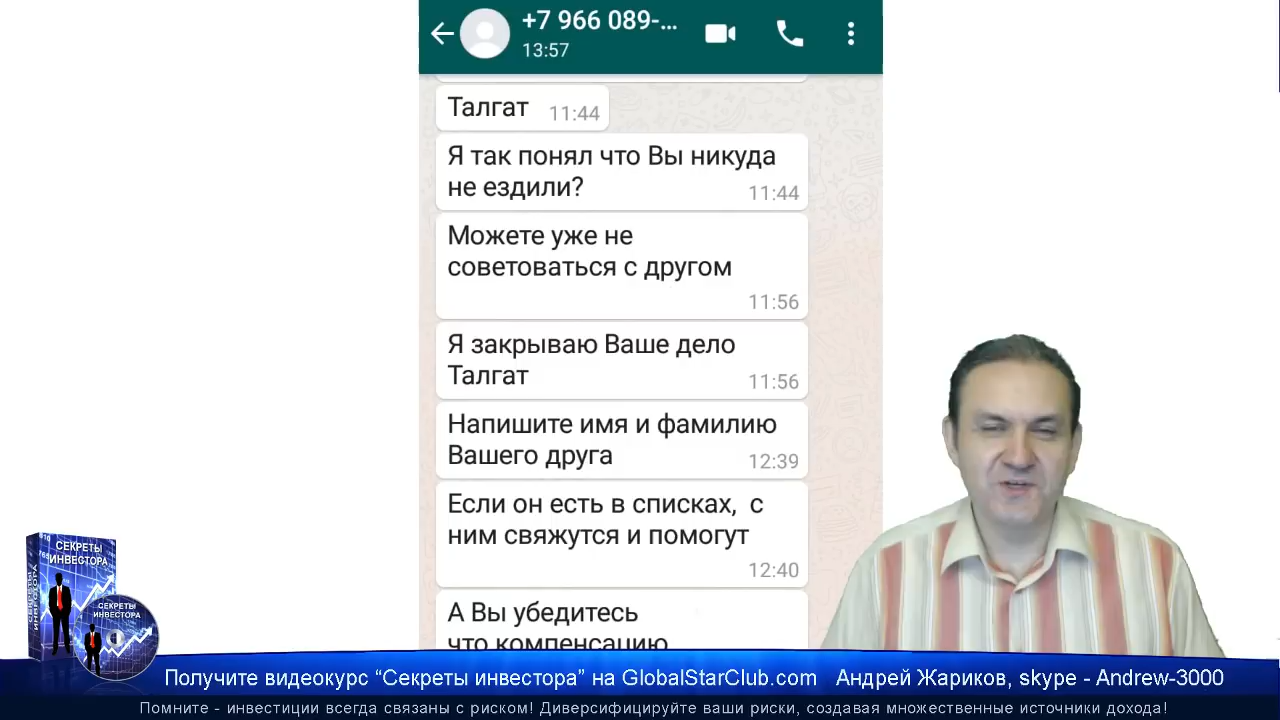 +7 966 089-...
13:57
Талгат 11:44
Я так понял что Вы никуда
не ездили? 11:44
Можете уже не
советоваться с другом
11:56
Я закрываю Ваше дело
Талгат 11:56
Напишите имя и фамилию
Вашего друга 12:39
Если он есть в списках, с
ним свяжутся и помогут
12:40
А Вы убедитесь
что компенсацию
СЕКРЕТЫ
ИНВЕСТОРА
СЕКРЕТЫ
ИНВЕСТОРА
Получите видеокурс “Секреты инвестора” на GlobalStarClub.com Андрей Жариков, skype - Andrew-3000
Помните - инвестиции всегда связаны с риском! Диверсифицируйте ваши риски, создавая множественные источники дохода!